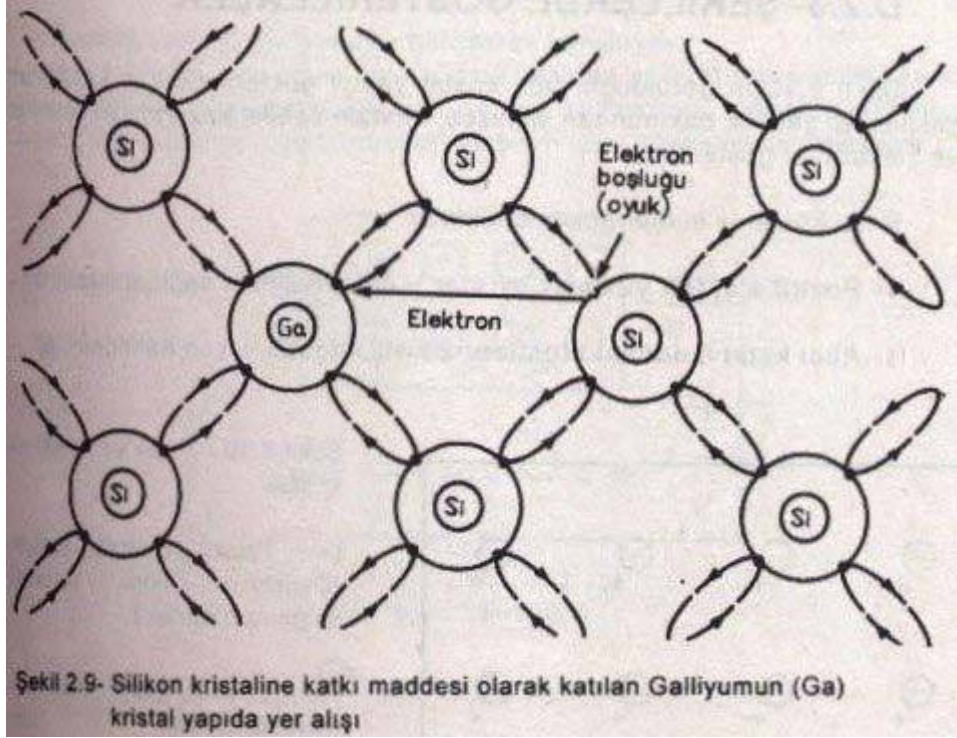 Si
Si
Si
Elektron
boşluğu
(oyuk)
Ga
Elektron
Si
Si
Si
Si
Şekil 2.9- Silikon kristaline katkı maddesi olarak katılan Galliyumun (Ga)
kristal yapıda yer alışı